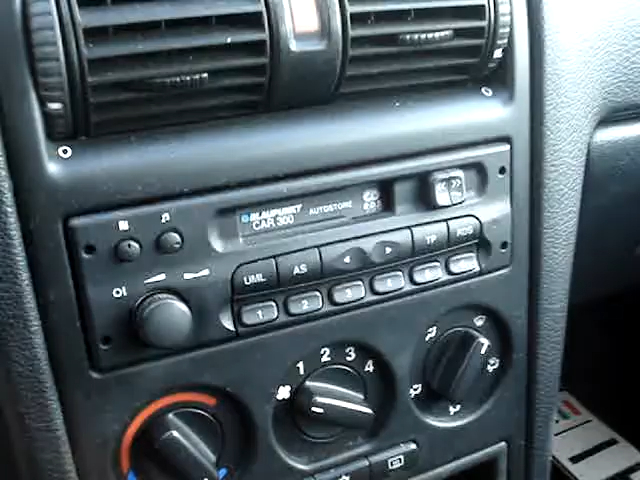 BLAUPUNKT
CAR 300
AUTOSTORE
UML AS TP RDS
1 2 3 4 5 6
1 2 3 4